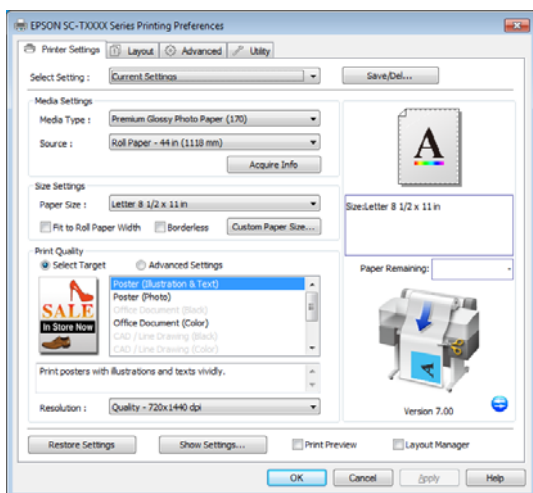 EPSON SC-TXXXX Series Printing Preferences
Printer Settings Layout Advanced Utility
Select Setting : Current Settings Save/Del...
Media Settings
Media Type : Premium Glossy Photo Paper (170)
Source : Roll Paper - 44 in (1118 mm)
Acquire Info
A
Size Settings
Paper Size : Letter 8 1/2 x 11 in
Fit to Roll Paper Width Borderless Custom Paper Size...
Size:Letter 8 1/2 x 11 in
Print Quality
Select Target Advanced Settings
SALE
In Store Now
Poster (Illustration & Text)
Poster (Photo)
Office Document (Black)
Office Document (Color)
CAD / Line Drawing (Black)
CAD / Line Drawing (Color)
Print posters with illustrations and texts vividly.
Resolution : Quality - 720x1440 dpi
Paper Remaining: -
A
Version 7.00
Restore Settings Show Settings... Print Preview Layout Manager
OK Cancel Apply Help